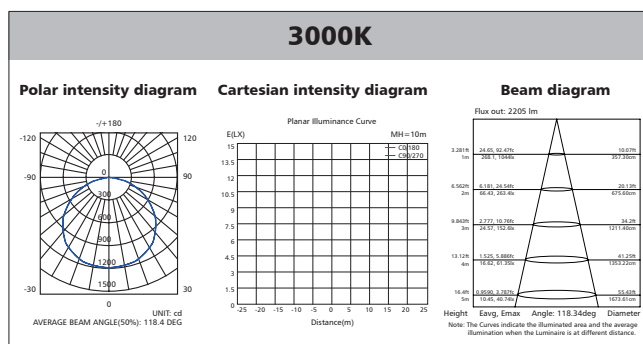 3000K
Polar intensity diagram
Cartesian intensity diagram
Beam diagram
-/+180
-120
120
-90
90
-30
30
0
0
300
600
900
1200
1500
UNIT: cd
AVERAGE BEAM ANGLE(50%): 118.4 DEG
Planar Illuminance Curve
E(LX)
MH=10m
C0/180
C90/270
15
13.5
12
10.5
9
7.5
6
4.5
3
1.5
0
-25 -20 -15 -10 -5 0 5 10 15 20 25
Distance(m)
Flux out: 2205 lm
3.281ft 24.65, 92.47fc 10.07ft
1m 268.1, 1044lx 357.30cm
6.562ft 6.181, 24.54fc 20.13ft
2m 66.43, 263.4lx 675.60cm
9.843ft 2.777, 10.76fc 34.2ft
3m 24.57, 152.6lx 1211.40cm
13.12ft 1.525, 5.886fc 41.25ft
4m 16.62, 61.35lx 1353.22cm
16.4ft 0.9590, 3.767fc 55.43ft
5m 10.45, 40.74lx 1673.61cm
Height Eavg, Emax Angle: 118.34deg Diameter
Note: The Curves indicate the illuminated area and the average
illumination when the Luminaire is at different distance.